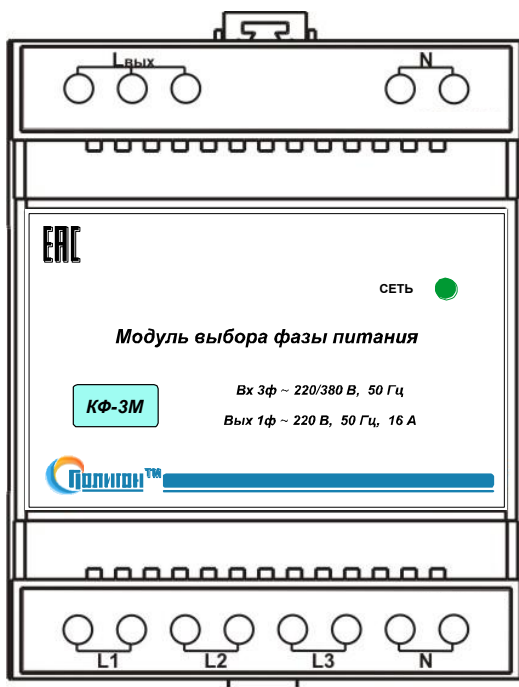 Lвых N
EAC
СЕТЬ
Модуль выбора фазы питания
КФ-3М
Вх 3ф ~ 220/380 В, 50 Гц
Вых 1ф ~ 220 В, 50 Гц, 16 А
Полигон™
L1 L2 L3 N